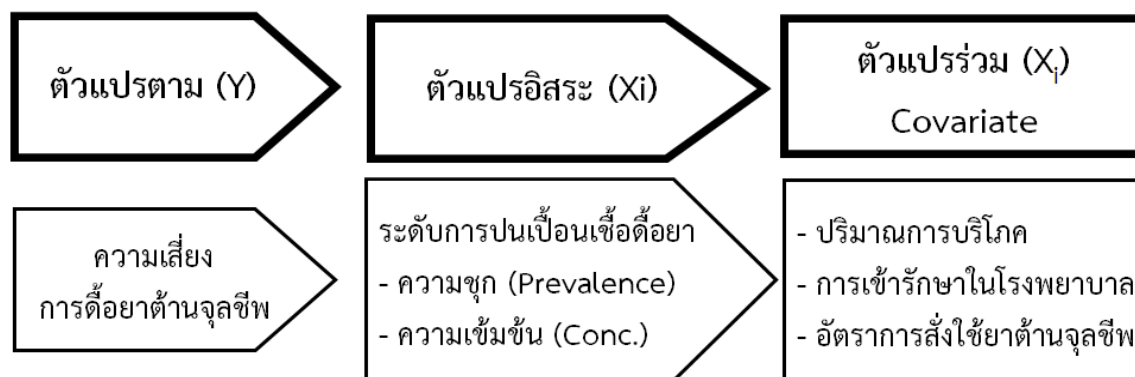 ตัวแปรตาม (Y)
ตัวแปรอิสระ (Xi)
ตัวแปรร่วม (Xj)
Covariate
ความเสี่ยง
การดื้อยาต้านจุลชีพ
ระดับการปนเปื้อนเชื้อดื้อยา
- ความชุก (Prevalence)
- ความเข้มข้น (Conc.)
- ปริมาณการบริโภค
- การเข้ารักษาในโรงพยาบาล
- อัตราการสั่งใช้ยาต้านจุลชีพ